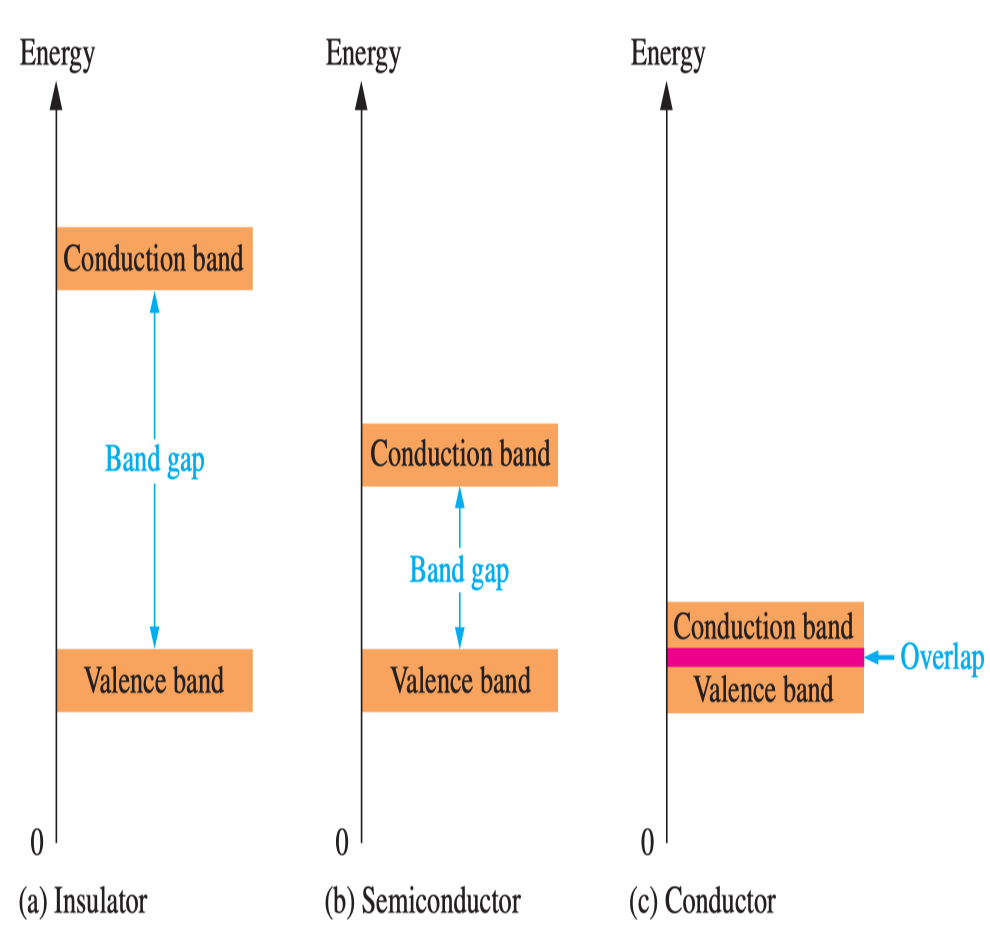 Energy
Conduction band
Band gap
Valence band
0
(a) Insulator
Energy
Conduction band
Band gap
Valence band
0
(b) Semiconductor
Energy
Conduction band
Overlap
Valence band
0
(c) Conductor